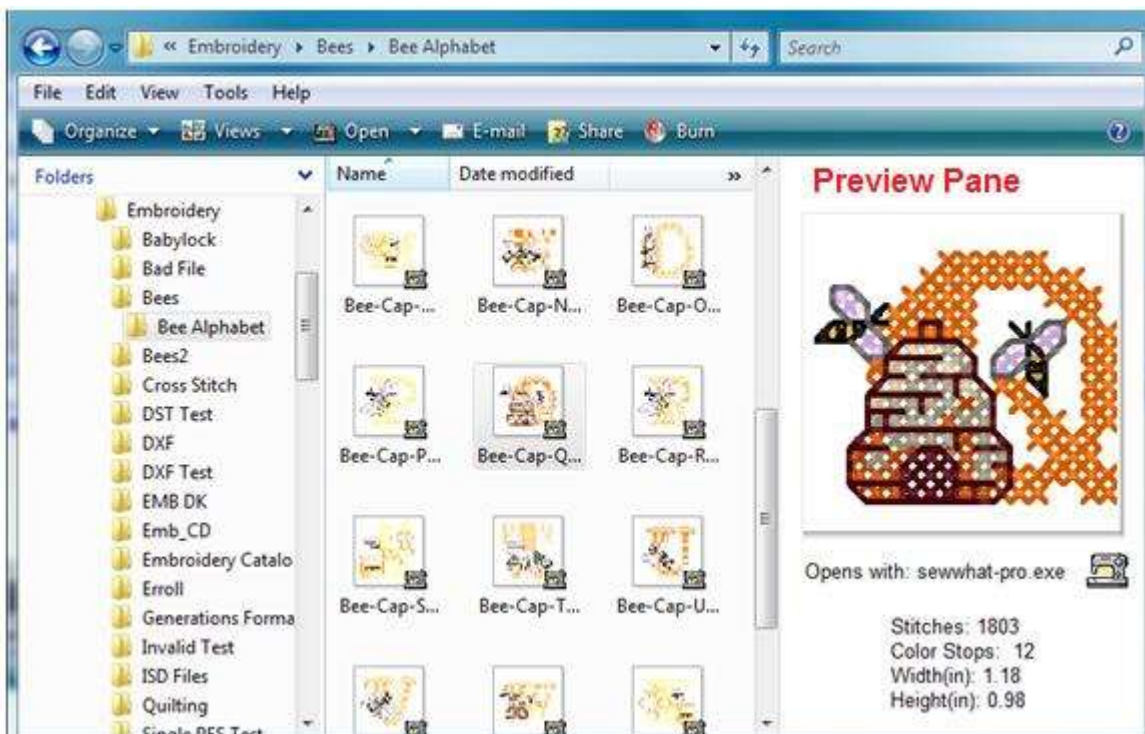 « Embroidery ▸ Bees ▸ Bee Alphabet
Search
File Edit View Tools Help
Organize Views Open E-mail Share Burn
Folders
Name Date modified »
Preview Pane
Embroidery
Babylock
Bad File
Bees
Bee Alphabet
Bees2
Cross Stitch
DST Test
DXF
DXF Test
EMB DK
Emb_CD
Embroidery Catalo
Erroll
Generations Forma
Invalid Test
ISD Files
Quilting
Bee-Cap-... Bee-Cap-N... Bee-Cap-O...
Bee-Cap-P... Bee-Cap-Q... Bee-Cap-R...
Bee-Cap-S... Bee-Cap-T... Bee-Cap-U...
Opens with: sewwhat-pro.exe
Stitches: 1803
Color Stops: 12
Width(in): 1.18
Height(in): 0.98